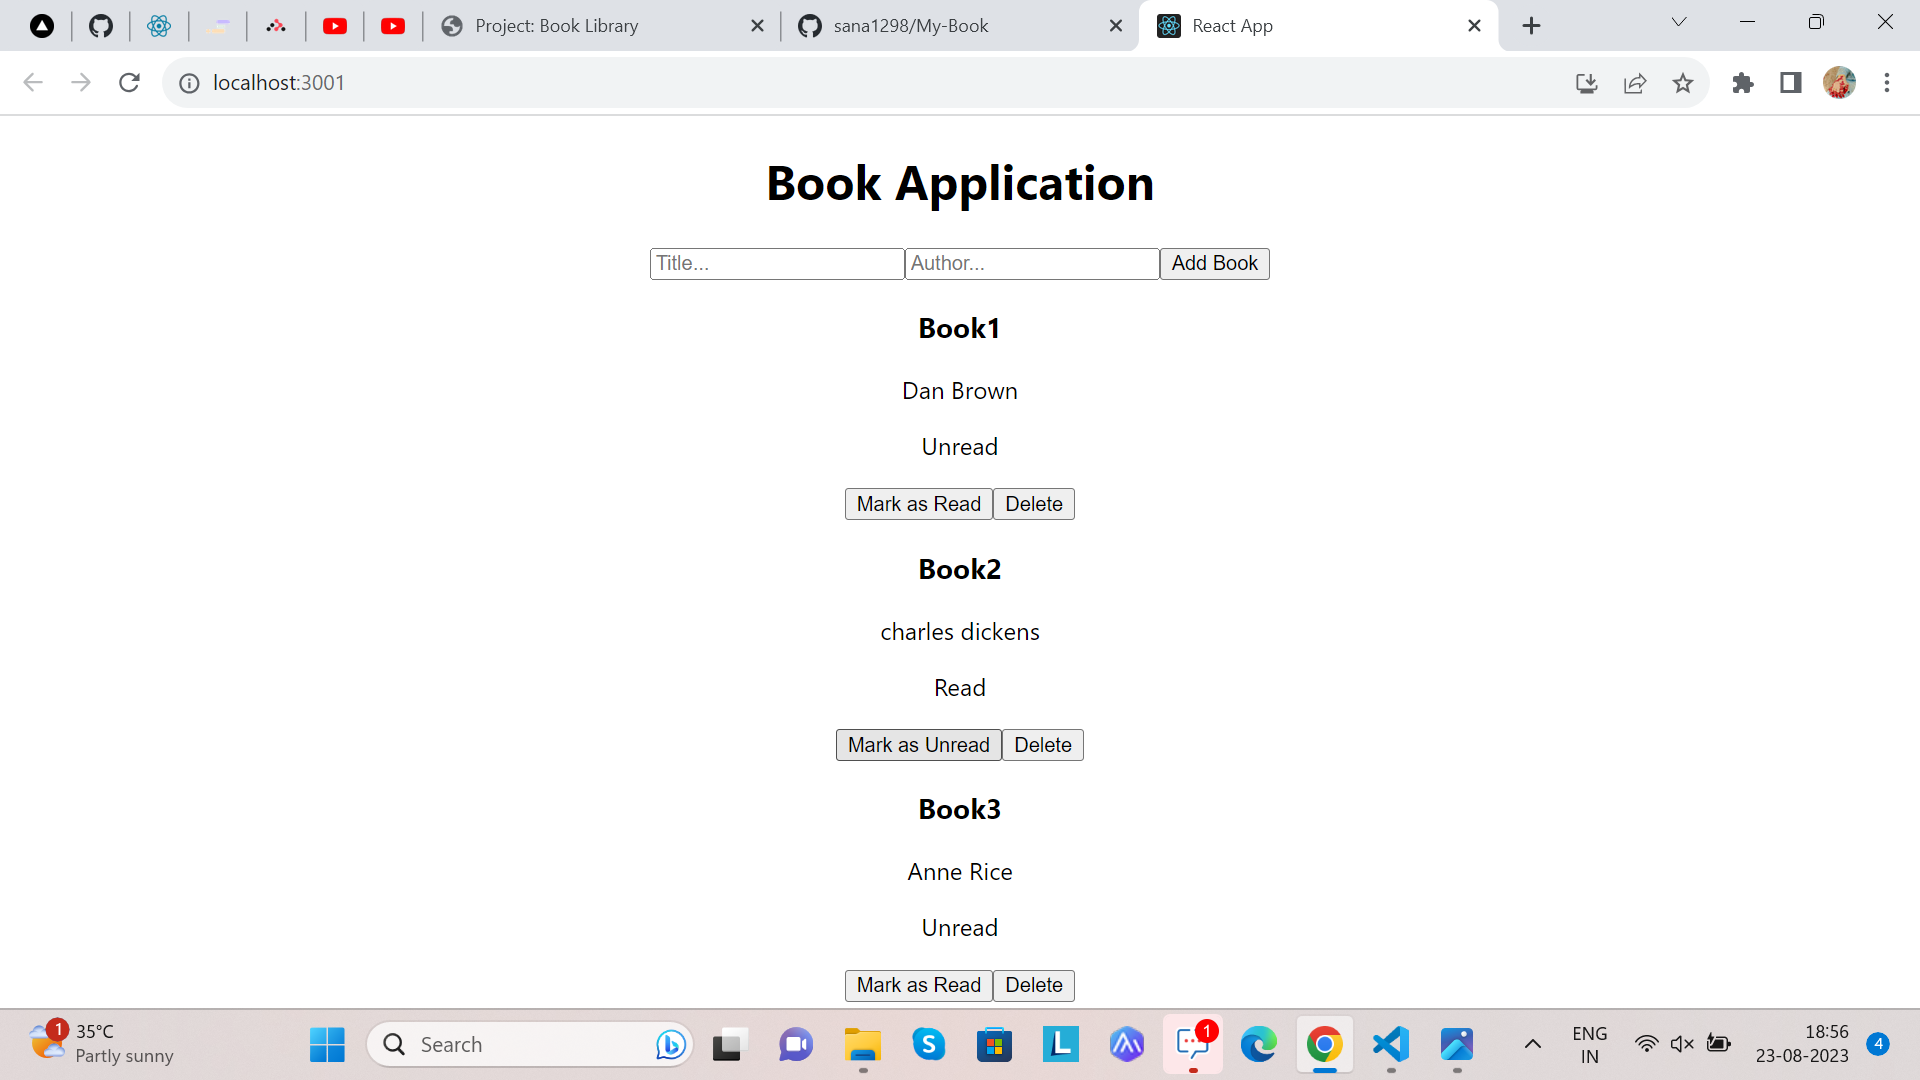 Project: Book Library
sana1298/My-Book
React App
localhost:3001
Book Application
Title...
Author...
Add Book
Book1
Dan Brown
Unread
Mark as Read
Delete
Book2
charles dickens
Read
Mark as Unread
Delete
Book3
Anne Rice
Unread
Mark as Read
Delete
1
35°C
Partly sunny
Search
S
L
1
ENG
IN
18:56
23-08-2023
4